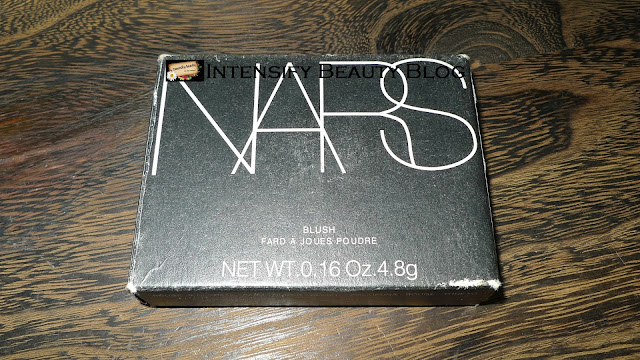 Intensify Beauty Blog
NARS
BLUSH
FARD A JOUES POUDRE
NET WT. 0.16 Oz. 4.8g